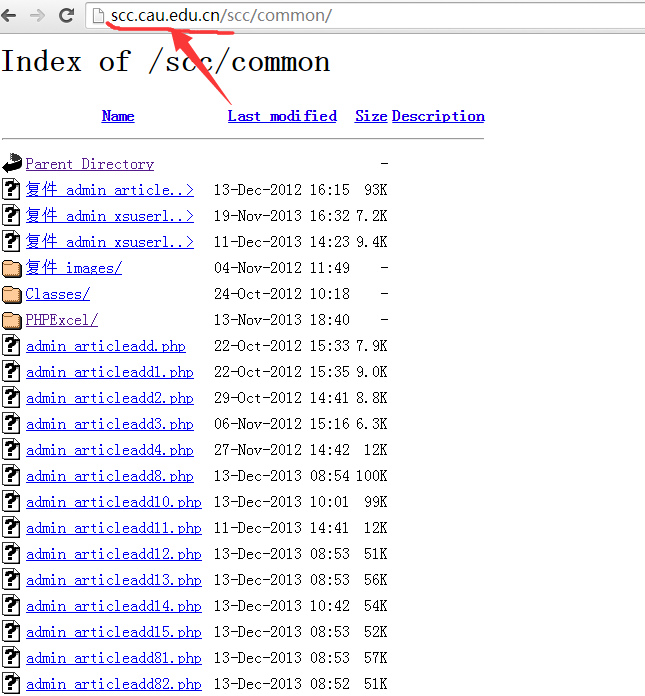 scc.cau.edu.cn/scc/common/
Index of /scc/common
Name Last modified Size Description
Parent Directory -
复件 admin article..> 13-Dec-2012 16:15 93K
复件 admin xsuserl..> 19-Nov-2013 16:32 7.2K
复件 admin xsuserl..> 11-Dec-2013 14:23 9.4K
复件 images/ 04-Nov-2012 11:49 -
Classes/ 24-Oct-2012 10:18 -
PHPExcel/ 13-Nov-2013 18:40 -
admin articleadd.php 22-Oct-2012 15:33 7.9K
admin articleadd1.php 22-Oct-2012 15:35 9.0K
admin articleadd2.php 29-Oct-2012 14:41 8.8K
admin articleadd3.php 06-Nov-2012 15:16 6.3K
admin articleadd4.php 27-Nov-2012 14:42 12K
admin articleadd8.php 13-Dec-2013 08:54 100K
admin articleadd10.php 13-Dec-2013 10:01 99K
admin articleadd11.php 11-Dec-2013 14:41 12K
admin articleadd12.php 13-Dec-2013 08:53 51K
admin articleadd13.php 13-Dec-2013 08:53 56K
admin articleadd14.php 13-Dec-2013 10:42 54K
admin articleadd15.php 13-Dec-2013 08:53 52K
admin articleadd81.php 13-Dec-2013 08:53 57K
admin articleadd82.php 13-Dec-2013 08:52 51K